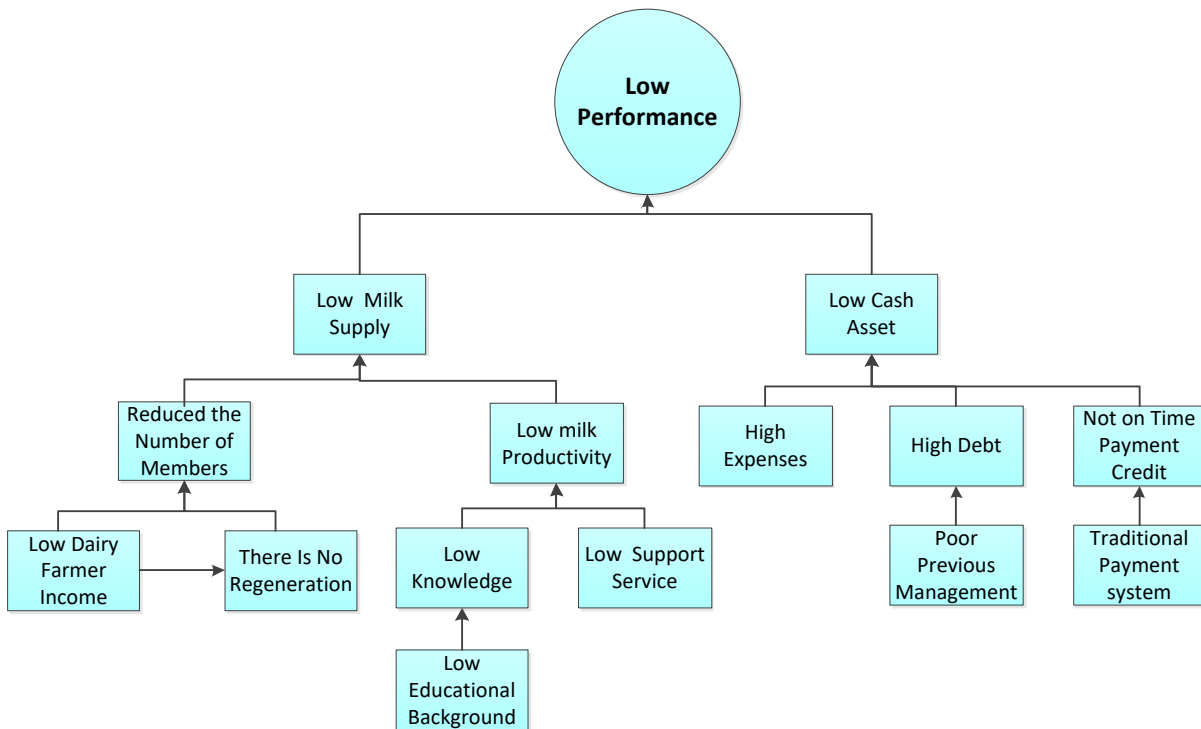 Low
Performance
Low Milk
Supply
Low Cash
Asset
Reduced the
Number of
Members
Low milk
Productivity
High
Expenses
High Debt
Not on Time
Payment
Credit
Low Dairy
Farmer
Income
There Is No
Regeneration
Low
Knowledge
Low Support
Service
Poor
Previous
Management
Traditional
Payment
system
Low
Educational
Background